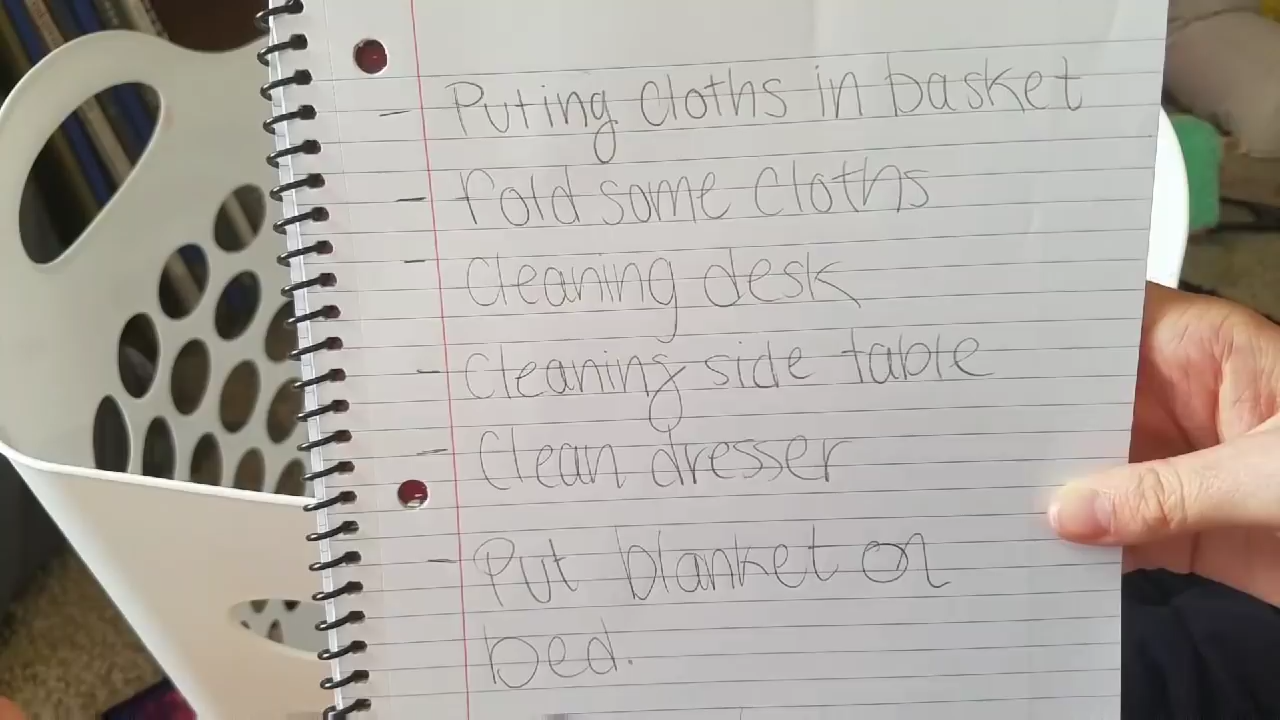 - Puting cloths in basket
- fold some cloths
- cleaning desk
- cleaning side table
- Clean dresser
- Put blanket on
bed.